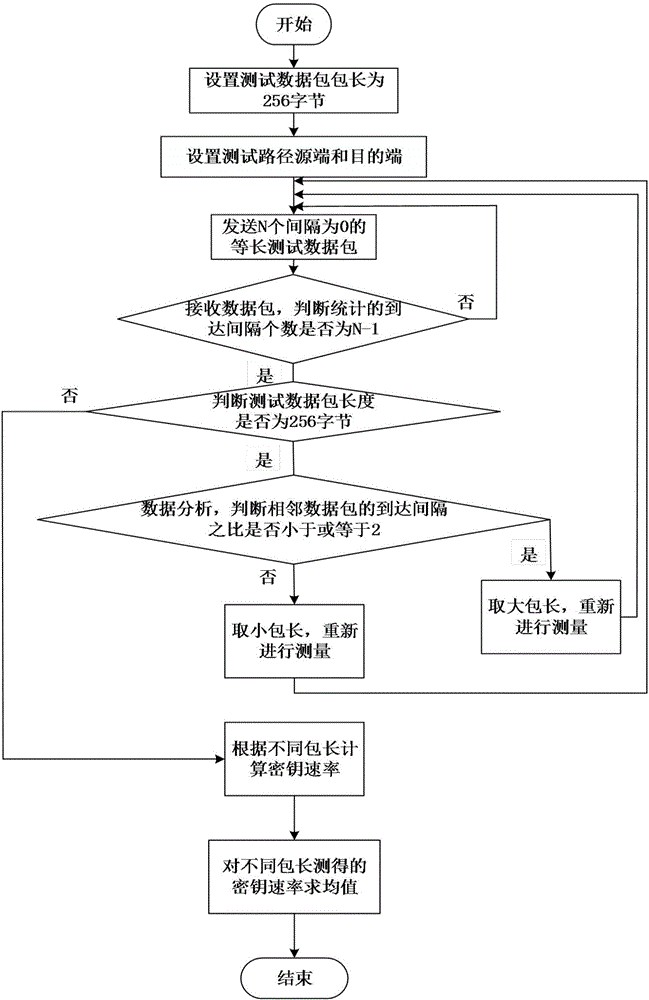 开始
设置测试数据包包长为
256字节
设置测试路径源端和目的端
发送N个间隔为0的
等长测试数据包
接收数据包，判断统计的到
达间隔个数是否为N-1
否
是
否
判断测试数据包长度
是否为256字节
是
数据分析，判断相邻数据包的到达间隔
之比是否小于或等于2
是
否
取大包长，重新
进行测量
取小包长，重新
进行测量
根据不同包长计
算密钥速率
对不同包长测得的
密钥速率求均值
结束